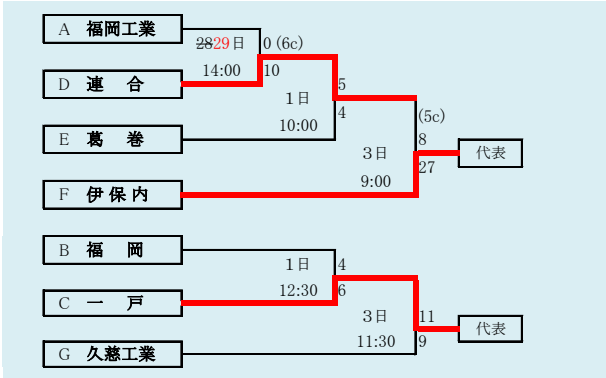 A 福岡工業
2829日 0 (6c)
14:00 10
D 連 合
5
1日 4
10:00
E 葛 巻
(5c)
3日 8
代表
9:00 27
F 伊保内
B 福 岡
1日 4
12:30 6
C 一 戸
3日 11
代表
11:30 9
G 久慈工業